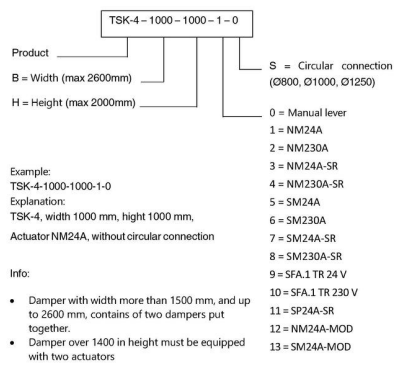 TSK-4 – 1000 – 1000 – 1 – 0
Product
B = Width (max 2600mm)
H = Height (max 2000mm)
S = Circular connection
(Ø800, Ø1000, Ø1250)
0 = Manual lever
1 = NM24A
2 = NM230A
3 = NM24A-SR
4 = NM230A-SR
5 = SM24A
6 = SM230A
7 = SM24A-SR
8 = SM230A-SR
9 = SFA.1 TR 24 V
10 = SFA.1 TR 230 V
11 = SP24A-SR
12 = NM24A-MOD
13 = SM24A-MOD
Example:
TSK-4-1000-1000-1-0
Explanation:
TSK-4, width 1000 mm, hight 1000 mm,
Actuator NM24A, without circular connection
Info:
• Damper with width more than 1500 mm, and up
to 2600 mm, contains of two dampers put
together.
• Damper over 1400 in height must be equipped
with two actuators